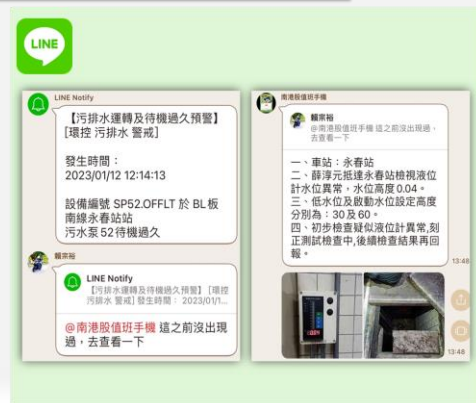 LINE
LINE Notify
【污排水運轉及待機過久預警】
[環控 污排水 警戒]
發生時間：
2023/01/12 12:14:13
設備編號 SP52.OFFLT 於 BL板
南線永春站站
污水泵52待機過久
賴宗裕
LINE Notify
【污排水運轉及待機過久預警】 [環控
污排水 警戒] 發生時間： 2023/01/1...
@南港股值班手機 這之前沒出現
過，去查看一下
南港股值班手機
賴宗裕
@南港股值班手機 這之前沒出現過，
去查看一下
一、車站：永春站
二、薛淳元抵達永春站檢視液位
計水位異常，水位高度0.04。
三、低水位及啟動水位設定高度
分別為：30及60。
四、初步檢查疑似液位計異常,刻
正測試檢查中,後續檢查結果再回
報。
13:48
13:48